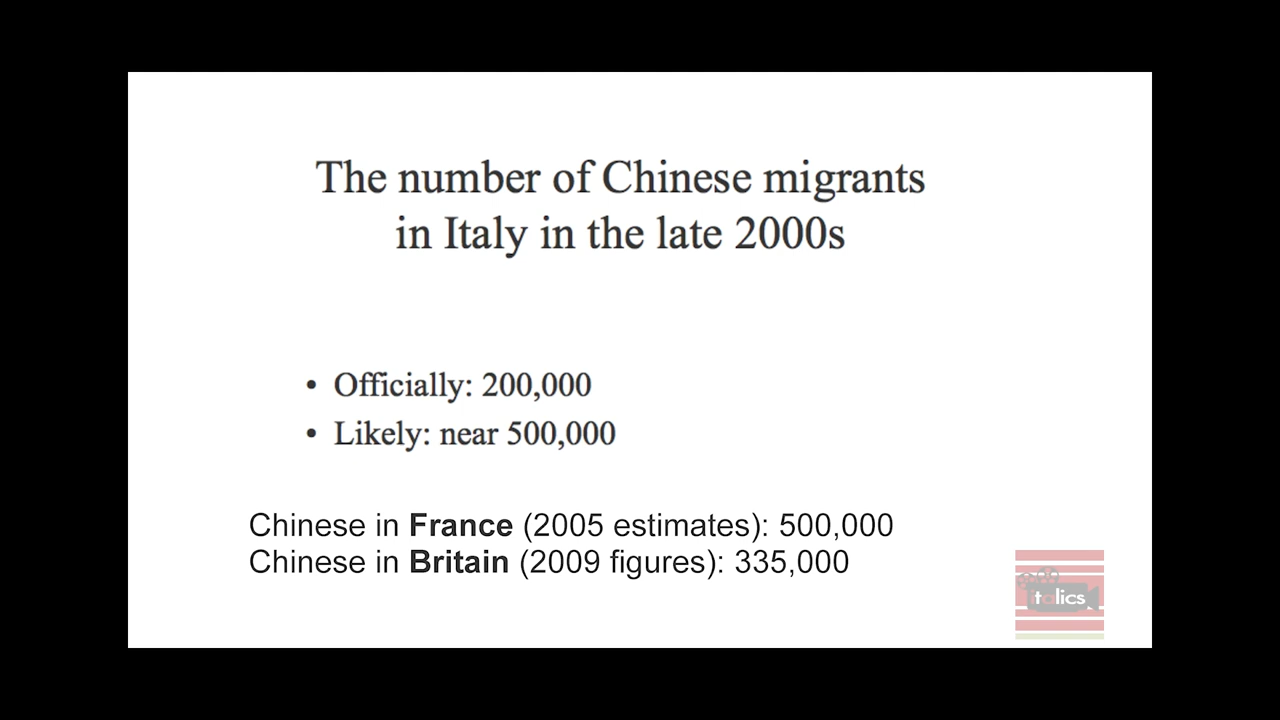 The number of Chinese migrants
in Italy in the late 2000s
• Officially: 200,000
• Likely: near 500,000
Chinese in France (2005 estimates): 500,000
Chinese in Britain (2009 figures): 335,000
Italics